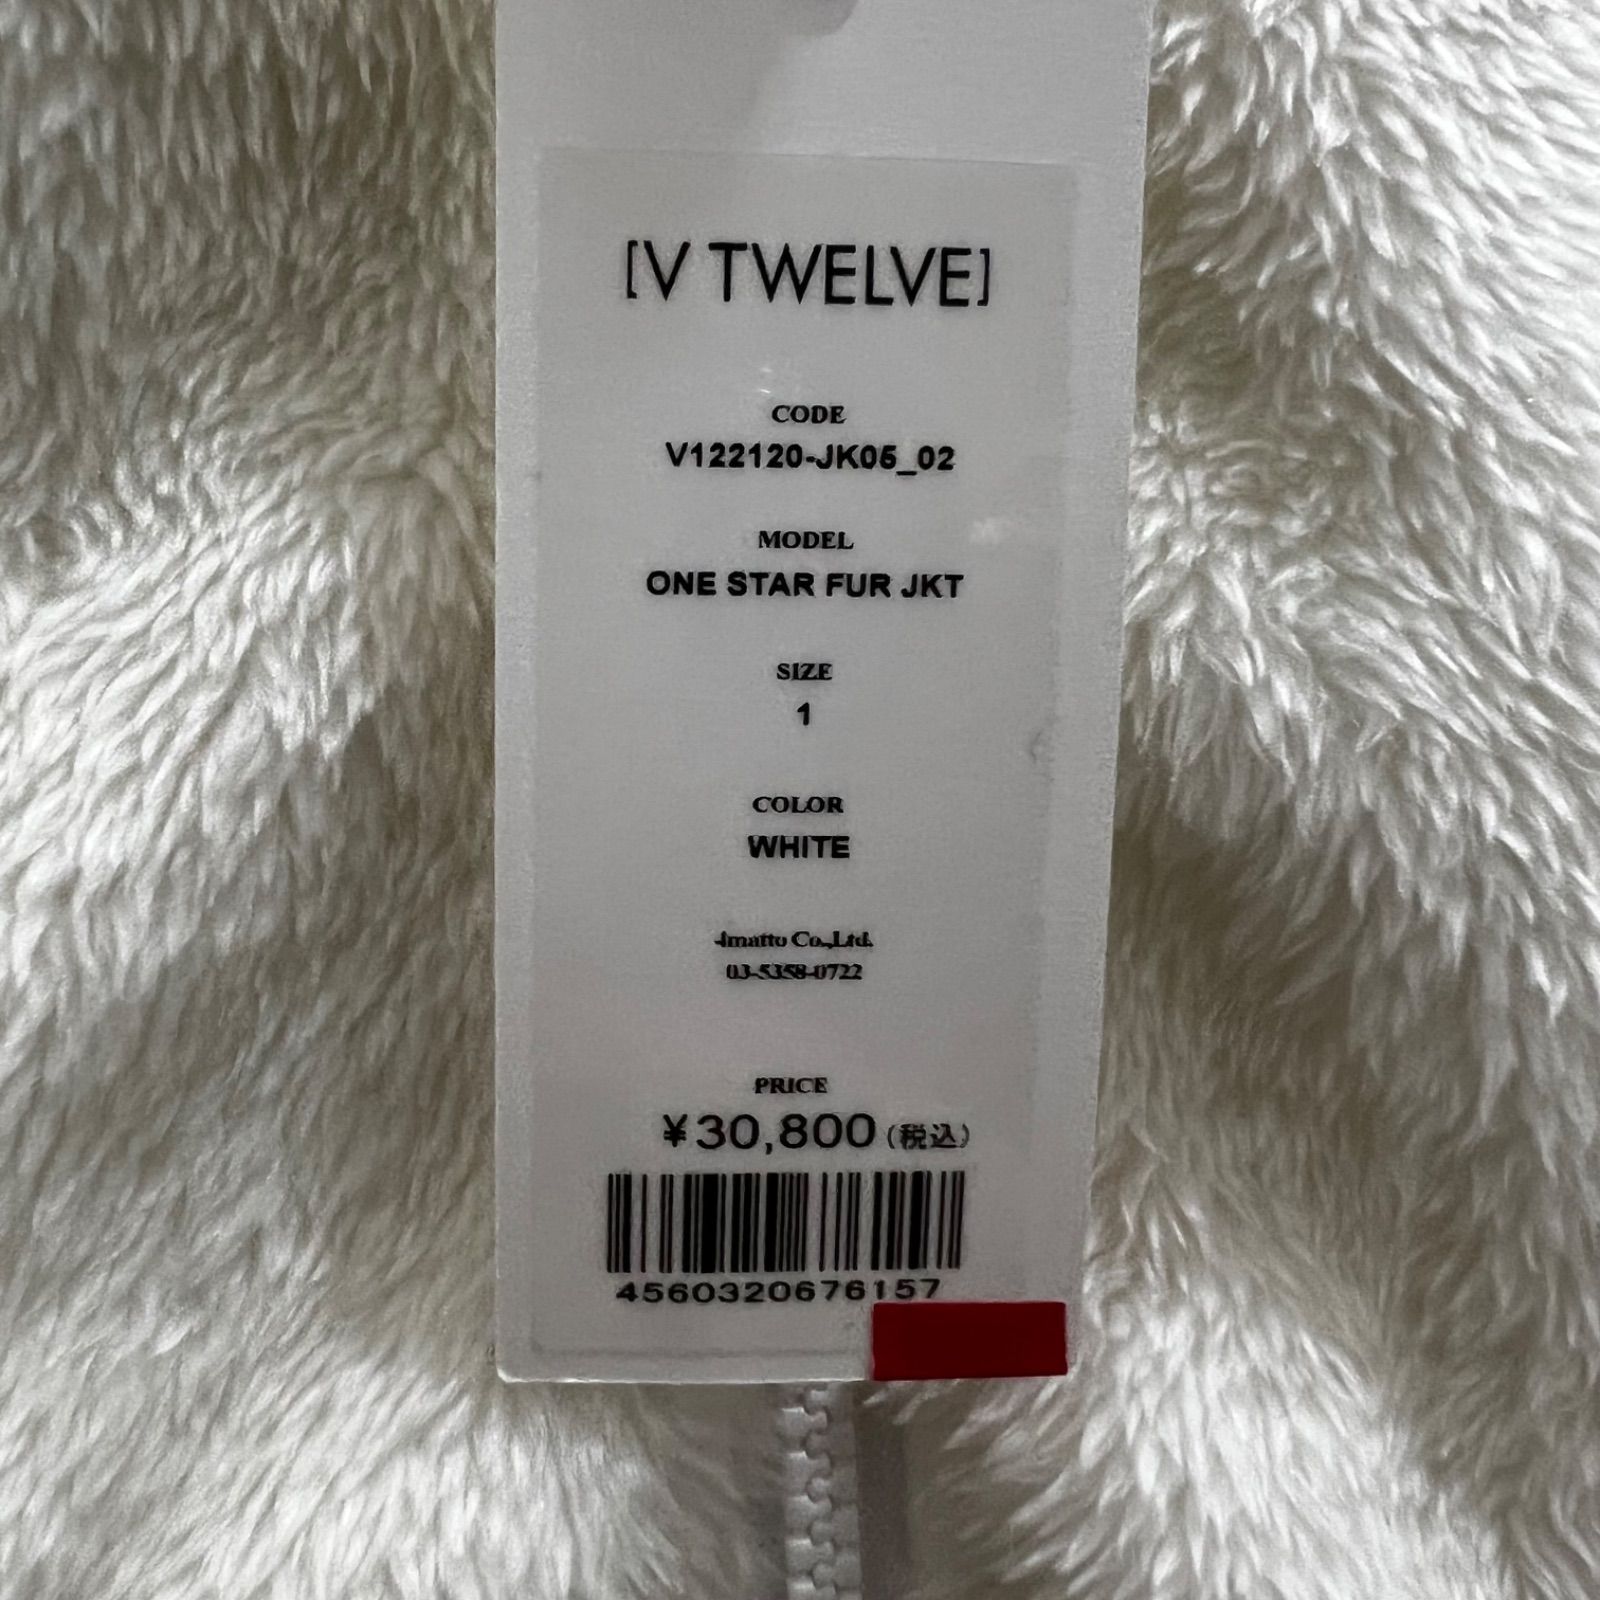 [V TWELVE]
CODE
V122120-JK05_02
MODEL
ONE STAR FUR JKT
SIZE
1
COLOR
WHITE
Co.,Ltd.
03-5358-0722
PRICE
¥30,800(税込)
4560320676157